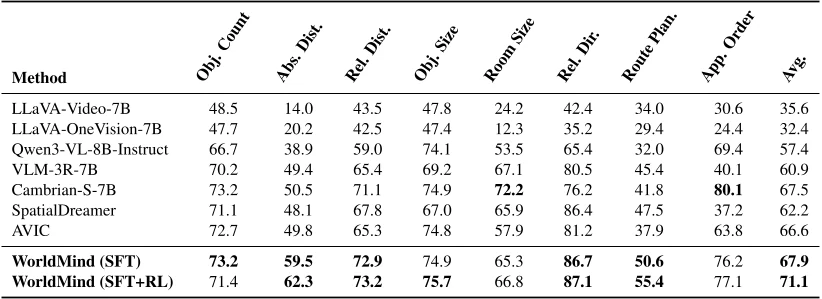 Method Obj. Count Abs. Dist. Rel. Dist. Obj. Size Room Size Rel. Dir. Route Plan. App. Order Avg.
LLaVA-Video-7B 48.5 14.0 43.5 47.8 24.2 42.4 34.0 30.6 35.6
LLaVA-OneVision-7B 47.7 20.2 42.5 47.4 12.3 35.2 29.4 24.4 32.4
Qwen3-VL-8B-Instruct 66.7 38.9 59.0 74.1 53.5 65.4 32.0 69.4 57.4
VLM-3R-7B 70.2 49.4 65.4 69.2 67.1 80.5 45.4 40.1 60.9
Cambrian-S-7B 73.2 50.5 71.1 74.9 72.2 76.2 41.8 80.1 67.5
SpatialDreamer 71.1 48.1 67.8 67.0 65.9 86.4 47.5 37.2 62.2
AVIC 72.7 49.8 65.3 74.8 57.9 81.2 37.9 63.8 66.6
WorldMind (SFT) 73.2 59.5 72.9 74.9 65.3 86.7 50.6 76.2 67.9
WorldMind (SFT+RL) 71.4 62.3 73.2 75.7 66.8 87.1 55.4 77.1 71.1